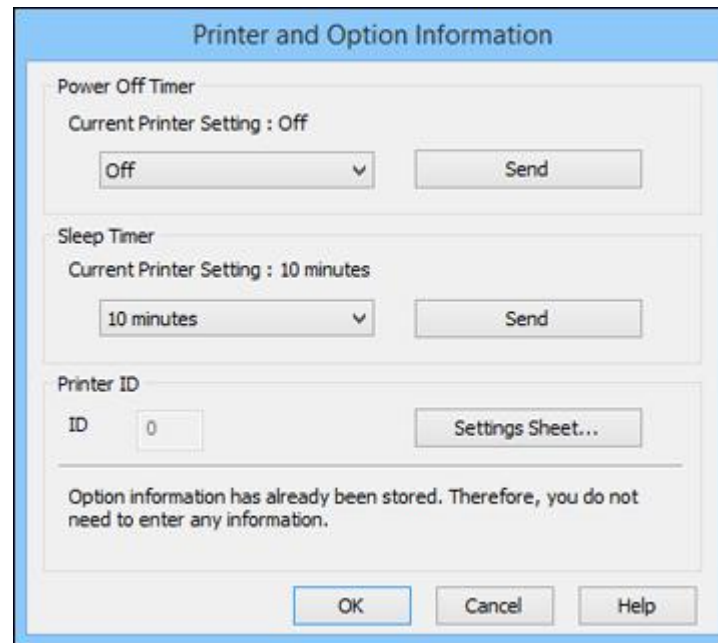 Printer and Option Information
Power Off Timer
Current Printer Setting : Off
Off
Send
Sleep Timer
Current Printer Setting : 10 minutes
10 minutes
Send
Printer ID
ID
0
Settings Sheet...
Option information has already been stored. Therefore, you do not
need to enter any information.
OK
Cancel
Help